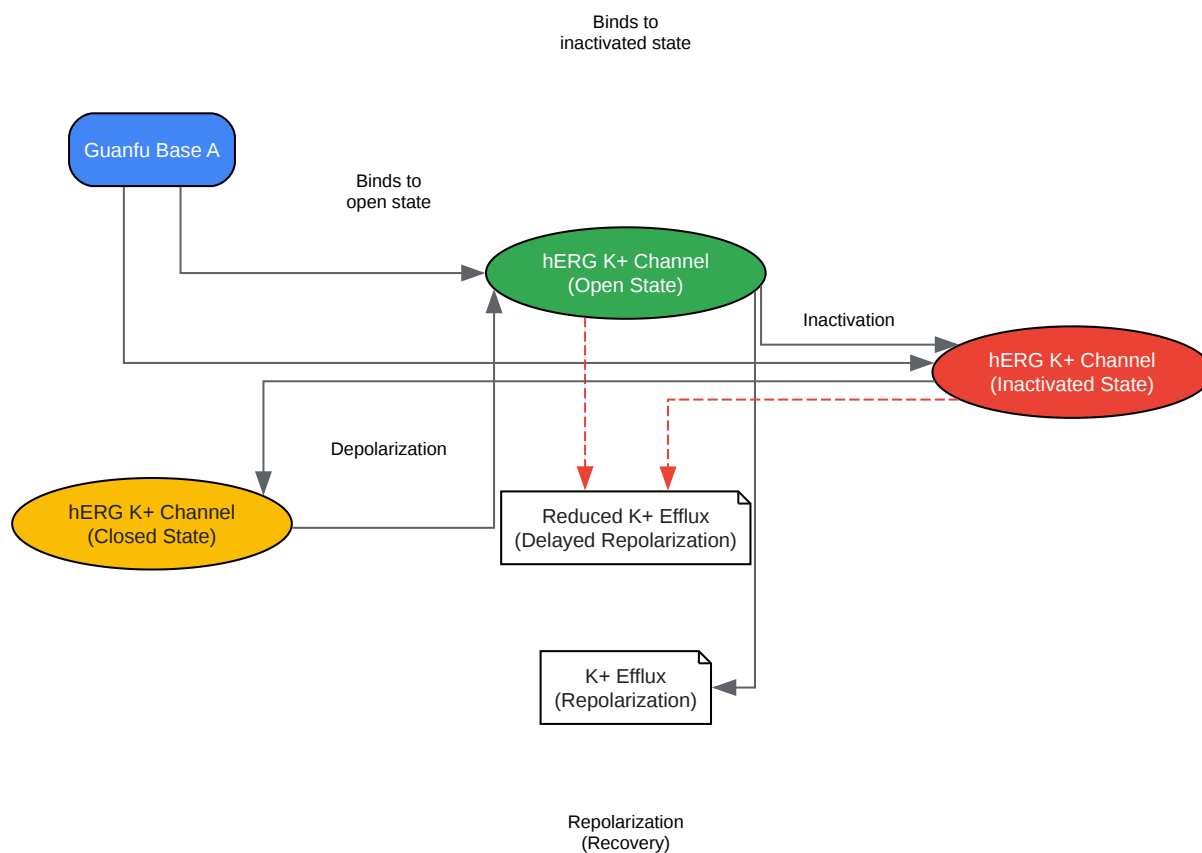 Binds to
inactivated state
Guanfu Base A
Binds to
open state
hERG K+ Channel
(Open State)
Inactivation
hERG K+ Channel
(Inactivated State)
Depolarization
hERG K+ Channel
(Closed State)
Reduced K+ Efflux
(Delayed Repolarization)
K+ Efflux
(Repolarization)
Repolarization
(Recovery)